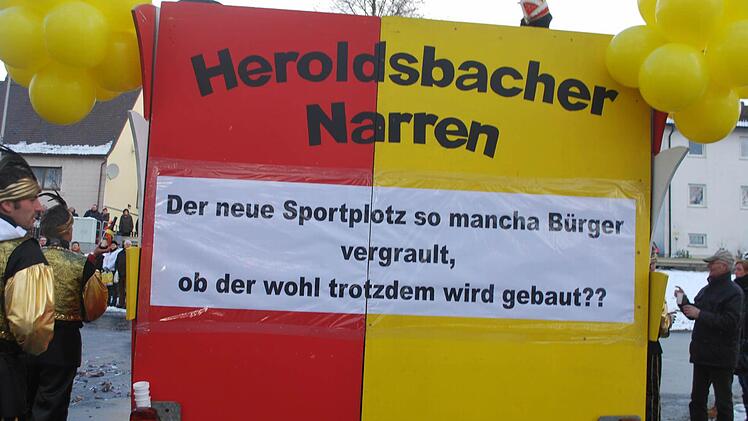 Heroldsbacher
Narren
Der neue Sportplotz so mancha Bürger
vergrault,
ob der wohl trotzdem wird gebaut??